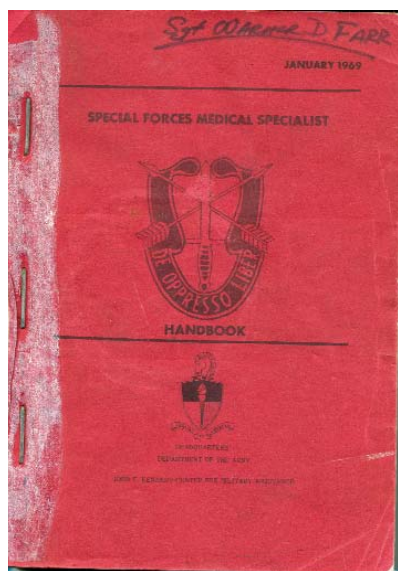 Sgt WARNER D FARR
JANUARY 1969
SPECIAL FORCES MEDICAL SPECIALIST
DE OPPRESSO LIBER
HANDBOOK
HEADQUARTERS
DEPARTMENT OF THE ARMY
JOHN F. KENNEDY CENTER FOR MILITARY ASSISTANCE